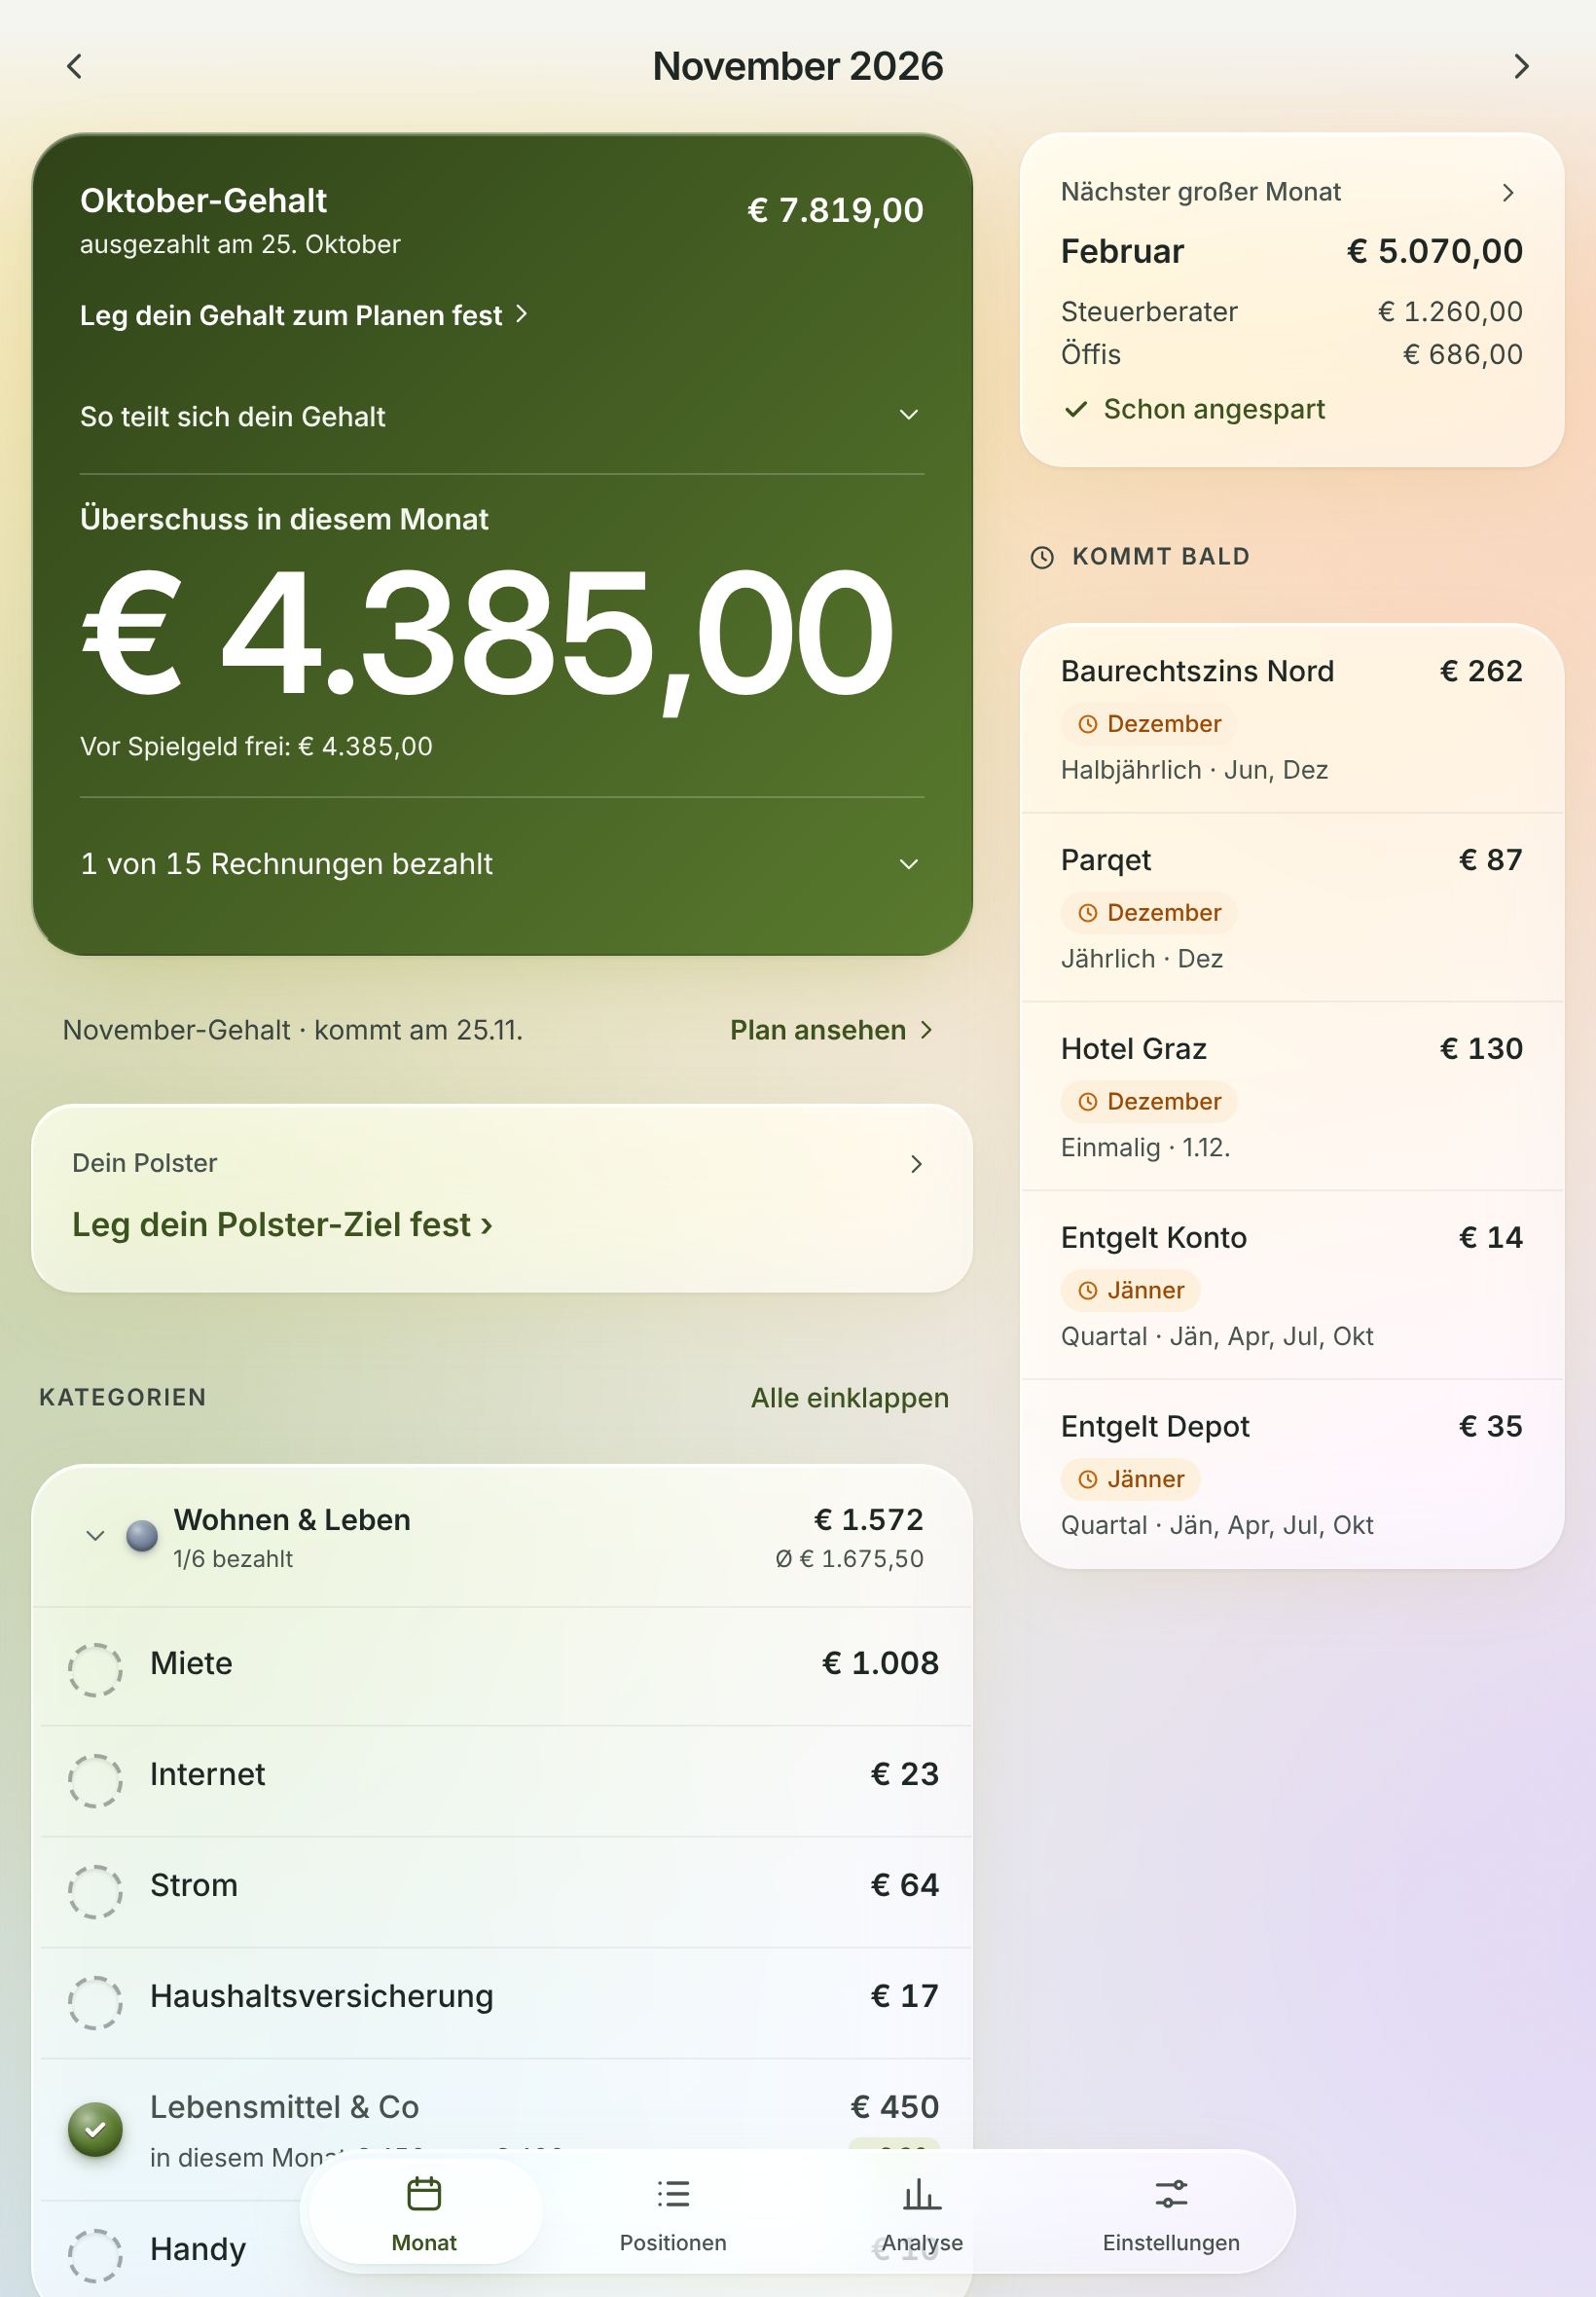 November 2026
Oktober-Gehalt
€ 7.819,00
ausgezahlt am 25. Oktober
Leg dein Gehalt zum Planen fest
So teilt sich dein Gehalt
Überschuss in diesem Monat
€ 4.385,00
Vor Spielgeld frei: € 4.385,00
1 von 15 Rechnungen bezahlt
November-Gehalt · kommt am 25.11.
Plan ansehen
Dein Polster
Leg dein Polster-Ziel fest ›
KATEGORIEN
Alle einklappen
Wohnen & Leben
€ 1.572
1/6 bezahlt
Ø € 1.675,50
Miete
€ 1.008
Internet
€ 23
Strom
€ 64
Haushaltsversicherung
€ 17
Lebensmittel & Co
€ 450
in diesem Monat
Handy
Nächster großer Monat
Februar
€ 5.070,00
Steuerberater
€ 1.260,00
Öffis
€ 686,00
Schon angespart
KOMMT BALD
Baurechtszins Nord
€ 262
Dezember
Halbjährlich · Jun, Dez
Parqet
€ 87
Dezember
Jährlich · Dez
Hotel Graz
€ 130
Dezember
Einmalig · 1.12.
Entgelt Konto
€ 14
Jänner
Quartal · Jän, Apr, Jul, Okt
Entgelt Depot
€ 35
Jänner
Quartal · Jän, Apr, Jul, Okt
Monat
Positionen
Analyse
Einstellungen